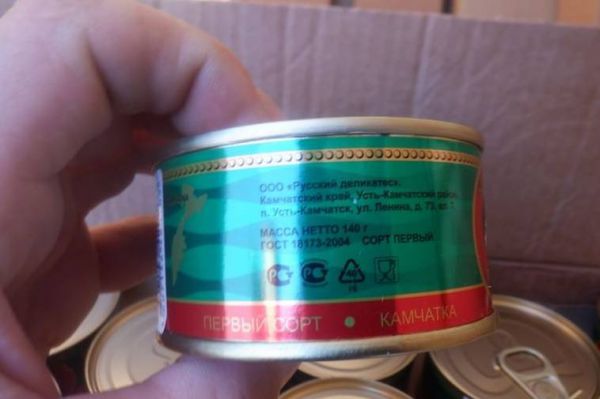 ООО «Русский деликатес».
Камчатский край, Усть-Камчатский район,
п. Усть-Камчатск, ул. Ленина, д. 73,
МАССА НЕТТО 140 г
ГОСТ 18173-2004 СОРТ ПЕРВЫЙ
ПЕРВЫЙ СОРТ • КАМЧАТКА